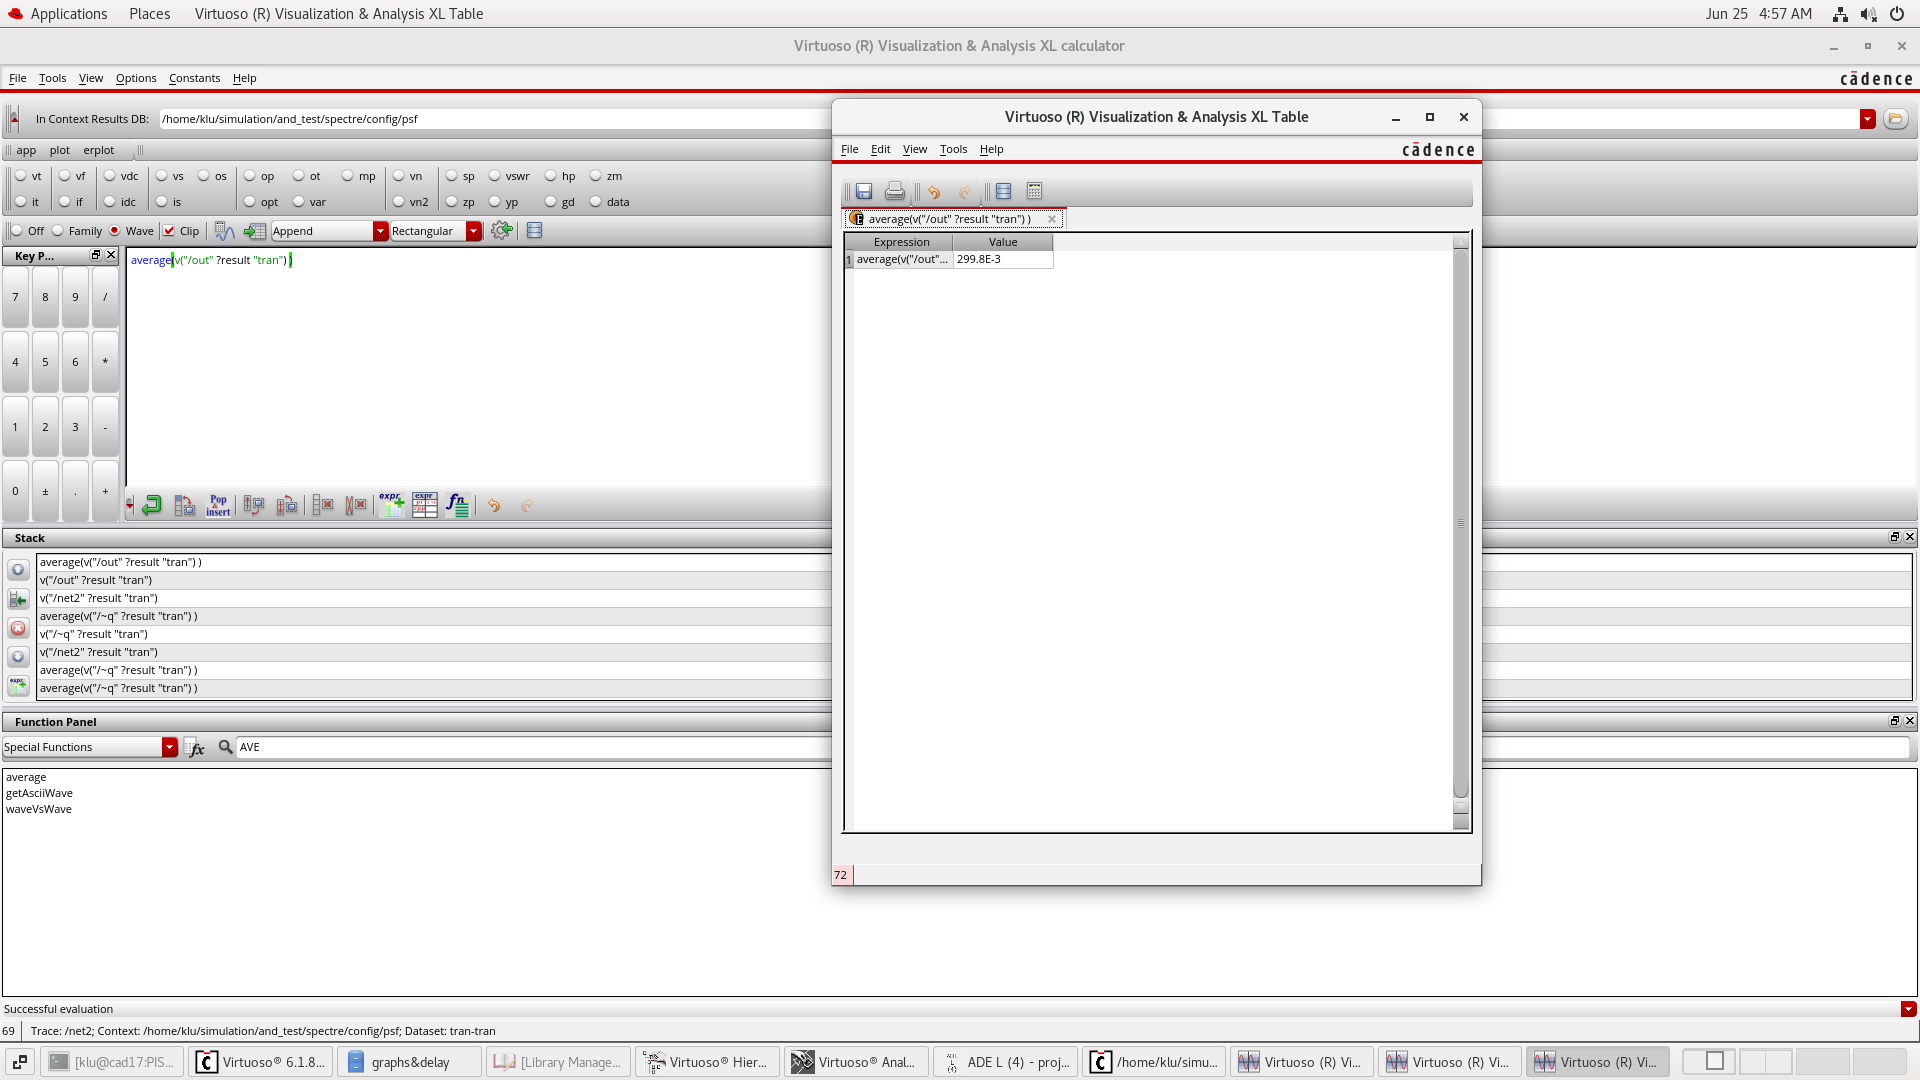 Applications Places Virtuoso (R) Visualization & Analysis XL Table Jun 25 4:57 AM
Virtuoso (R) Visualization & Analysis XL calculator
File Tools View Options Constants Help cādence
In Context Results DB: /home/klu/simulation/and_test/spectre/config/psf
app plot erplot
vt vf vdc vs os op ot mp vn sp vswr hp zm
it if idc is opt var vn2 zp yp gd data
Off Family Wave Clip Append Rectangular
Key P...
average(v("/out" ?result "tran") )
7 8 9 /
4 5 6 *
1 2 3 -
0 ± . +
Pop & insert expr expr fn
Stack
average(v("/out" ?result "tran") )
v("/out" ?result "tran")
v("/net2" ?result "tran")
average(v("/~q" ?result "tran") )
v("/~q" ?result "tran")
v("/net2" ?result "tran")
average(v("/~q" ?result "tran") )
average(v("/~q" ?result "tran") )
expr
Function Panel
Special Functions fx AVE
average
getAsciiWave
waveVsWave
Successful evaluation
69 Trace: /net2; Context: /home/klu/simulation/and_test/spectre/config/psf; Dataset: tran-tran
Virtuoso (R) Visualization & Analysis XL Table
File Edit View Tools Help cādence
average(v("/out" ?result "tran") )
Expression Value
1 average(v("/out"... 299.8E-3
72
[klu@cad17:PIS... Virtuoso® 6.1.8... graphs&delay [Library Manage... Virtuoso® Hier... Virtuoso® Anal... ADE L (4) - proj... /home/klu/simu... Virtuoso (R) Vi... Virtuoso (R) Vi... Virtuoso (R) Vi...